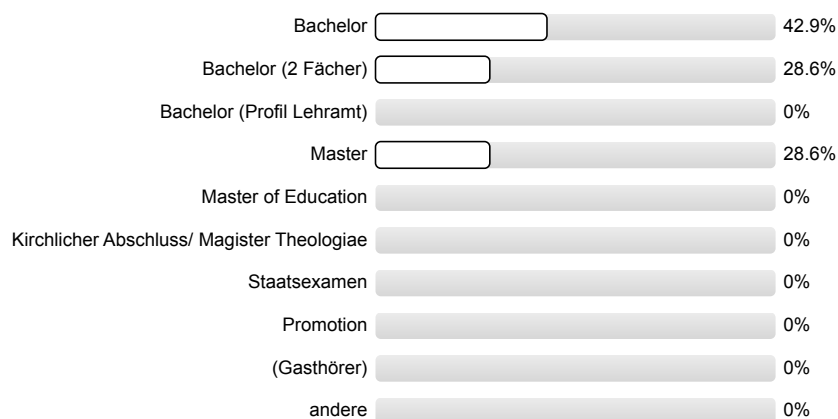 Bachelor 42.9%
Bachelor (2 Fächer) 28.6%
Bachelor (Profil Lehramt) 0%
Master 28.6%
Master of Education 0%
Kirchlicher Abschluss/ Magister Theologiae 0%
Staatsexamen 0%
Promotion 0%
(Gasthörer) 0%
andere 0%